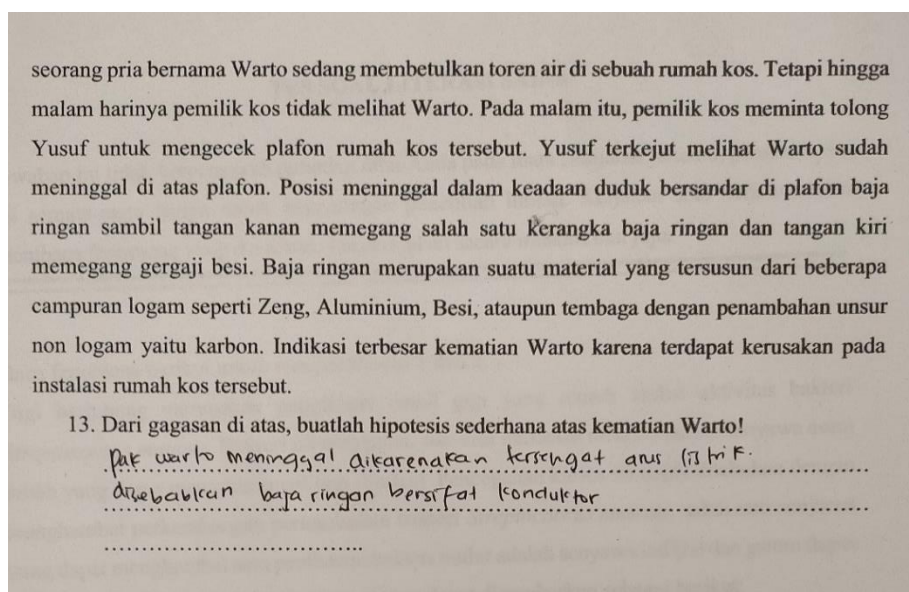 seorang pria bernama Warto sedang membetulkan toren air di sebuah rumah kos. Tetapi hingga
malam harinya pemilik kos tidak melihat Warto. Pada malam itu, pemilik kos meminta tolong
Yusuf untuk mengecek plafon rumah kos tersebut. Yusuf terkejut melihat Warto sudah
meninggal di atas plafon. Posisi meninggal dalam keadaan duduk bersandar di plafon baja
ringan sambil tangan kanan memegang salah satu kerangka baja ringan dan tangan kiri
memegang gergaji besi. Baja ringan merupakan suatu material yang tersusun dari beberapa
campuran logam seperti Zeng, Aluminium, Besi, ataupun tembaga dengan penambahan unsur
non logam yaitu karbon. Indikasi terbesar kematian Warto karena terdapat kerusakan pada
instalasi rumah kos tersebut.
13. Dari gagasan di atas, buatlah hipotesis sederhana atas kematian Warto!
Pak warto meninggal dikarenakan tersengat arus listrik.
disebabkan baja ringan bersifat konduktor